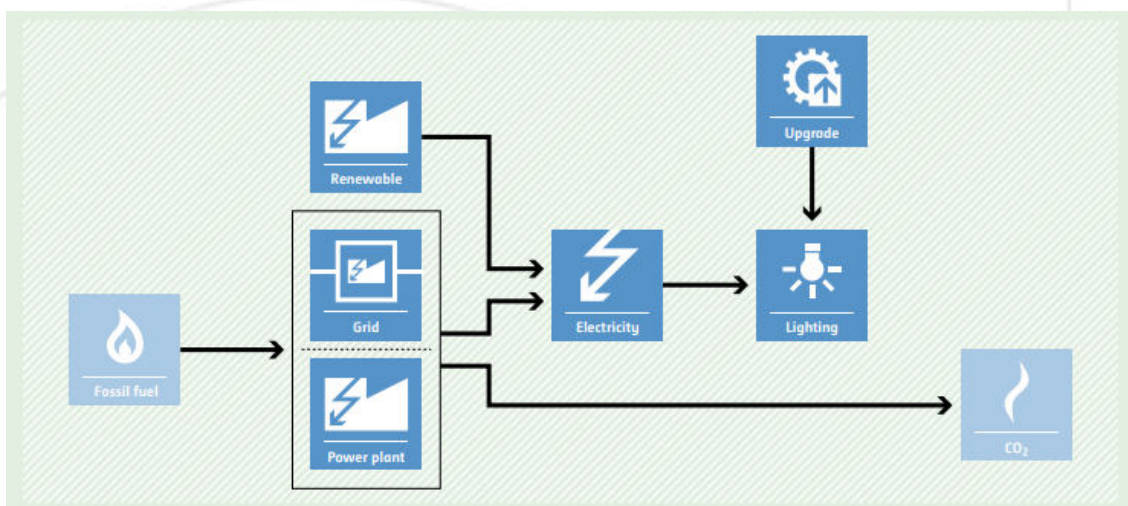 Upgrade
Renewable
Grid
Electricity
Lighting
Fossil fuel
Power plant
CO₂